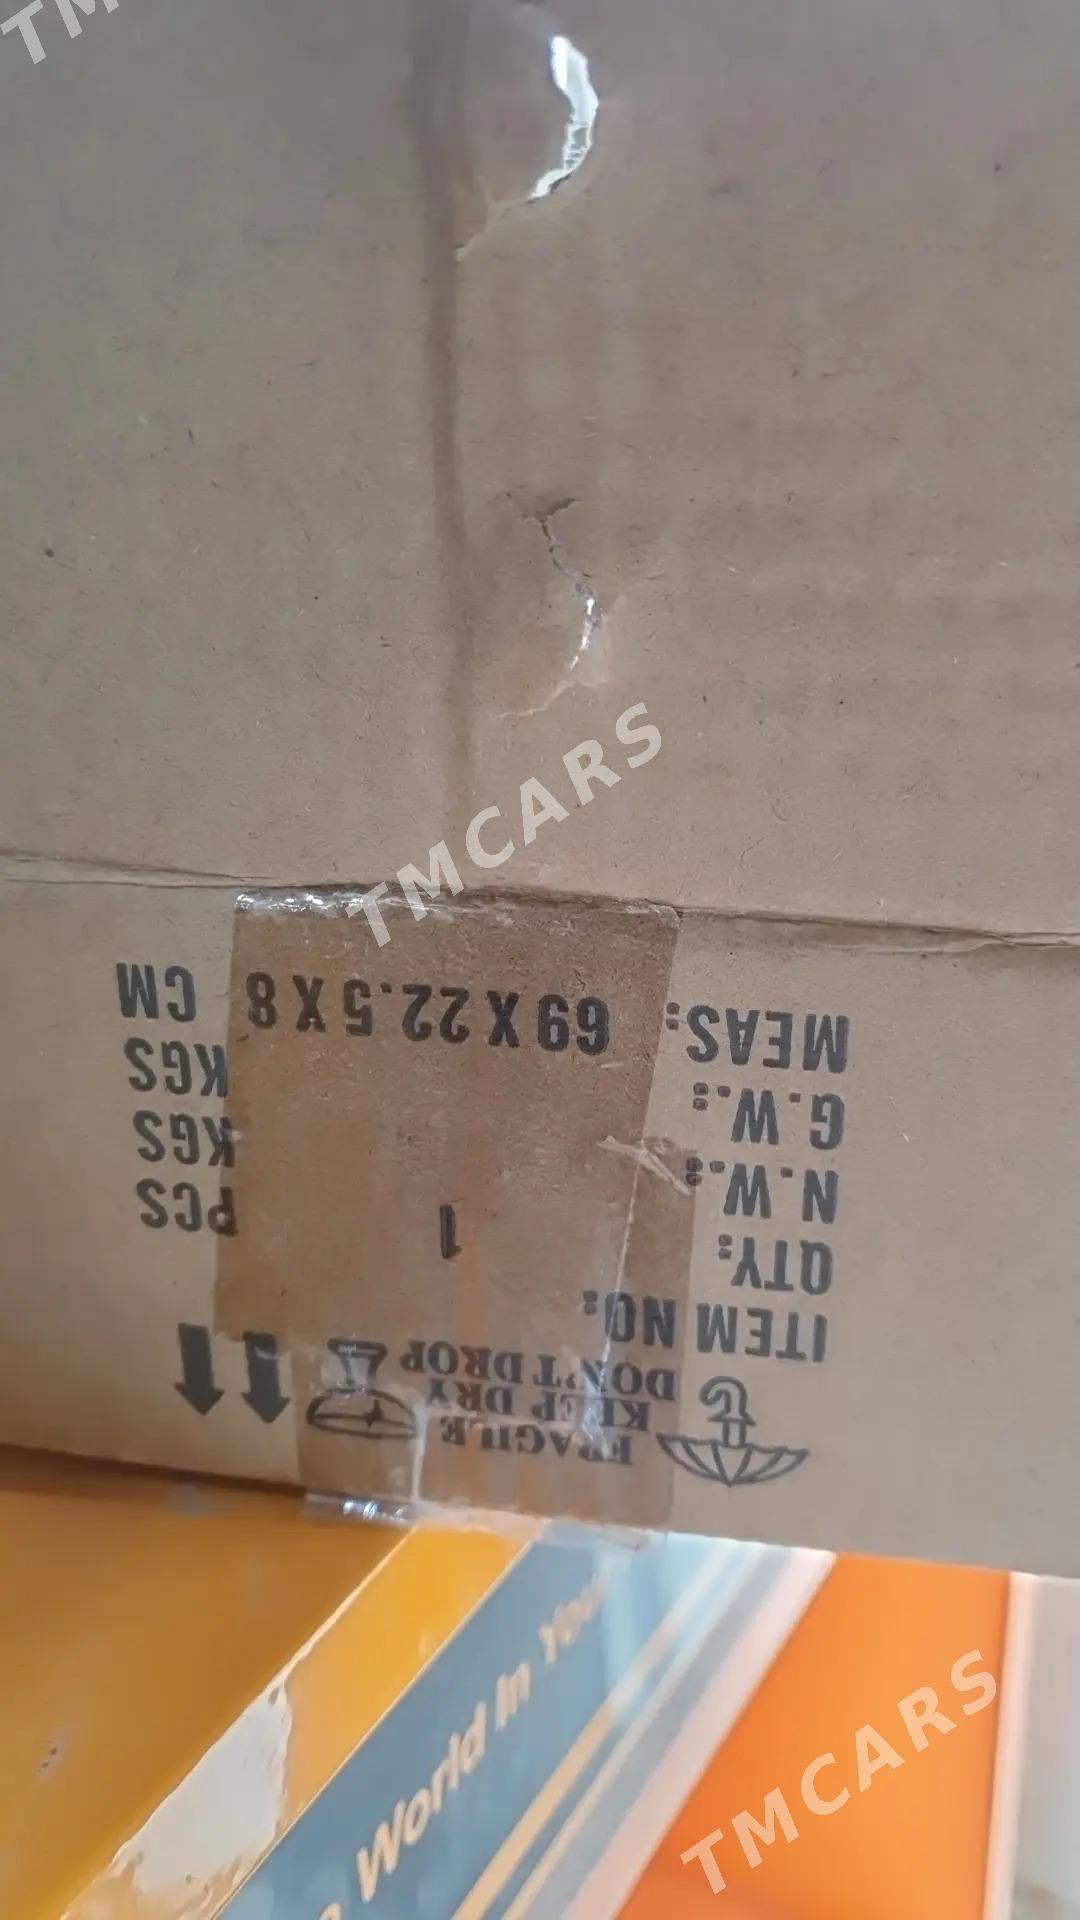 FRAGILE
KEEP DRY
DON'T DROP
ITEM NO:
QTY: 1 PCS
N.W.: KGS
G.W.: KGS
MEAS: 69 X 22.5 X 8 CM
TMCARS
TMCARS
World In You